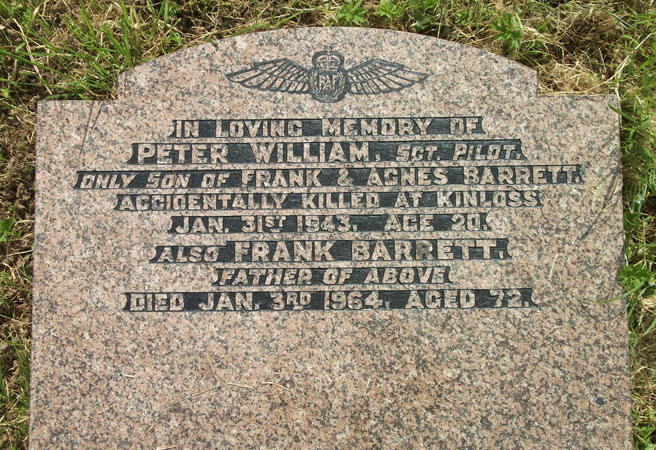 RAF
IN LOVING MEMORY OF
PETER WILLIAM, SGT. PILOT.
ONLY SON OF FRANK & AGNES BARRETT.
ACCIDENTALLY KILLED AT KINLOSS
JAN. 31ST 1943. AGE 20.
ALSO FRANK BARRETT.
FATHER OF ABOVE
DIED JAN. 3RD 1964. AGED 72.